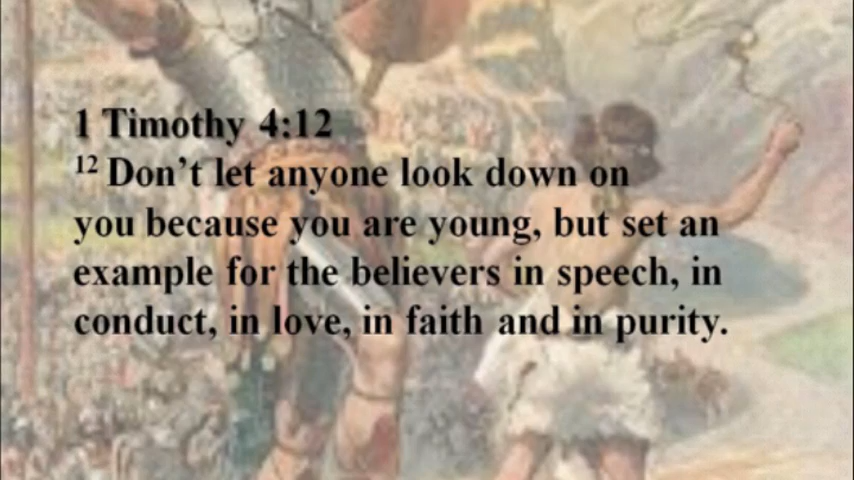 1 Timothy 4:12
12 Don't let anyone look down on
you because you are young, but set an
example for the believers in speech, in
conduct, in love, in faith and in purity.